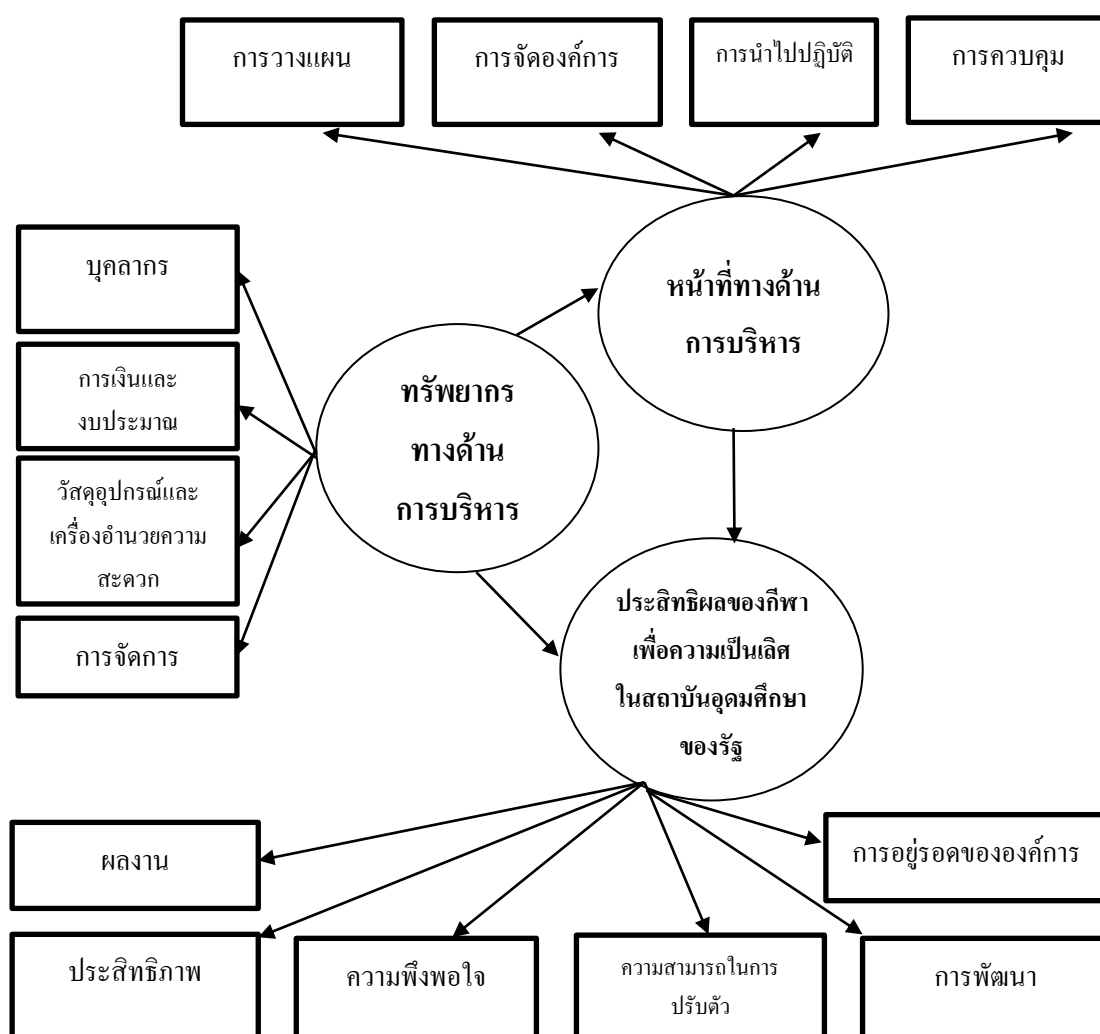 การวางแผน
การจัดองค์การ
การนำไปปฏิบัติ
การควบคุม
บุคลากร
หน้าที่ทางด้าน
การบริหาร
การเงินและ
งบประมาณ
ทรัพยากร
ทางด้าน
การบริหาร
วัสดุอุปกรณ์และ
เครื่องอำนวยความ
สะดวก
การจัดการ
ประสิทธิผลของกีฬา
เพื่อความเป็นเลิศ
ในสถาบันอุดมศึกษา
ของรัฐ
ผลงาน
การอยู่รอดขององค์การ
ประสิทธิภาพ
ความพึงพอใจ
ความสามารถในการ
ปรับตัว
การพัฒนา